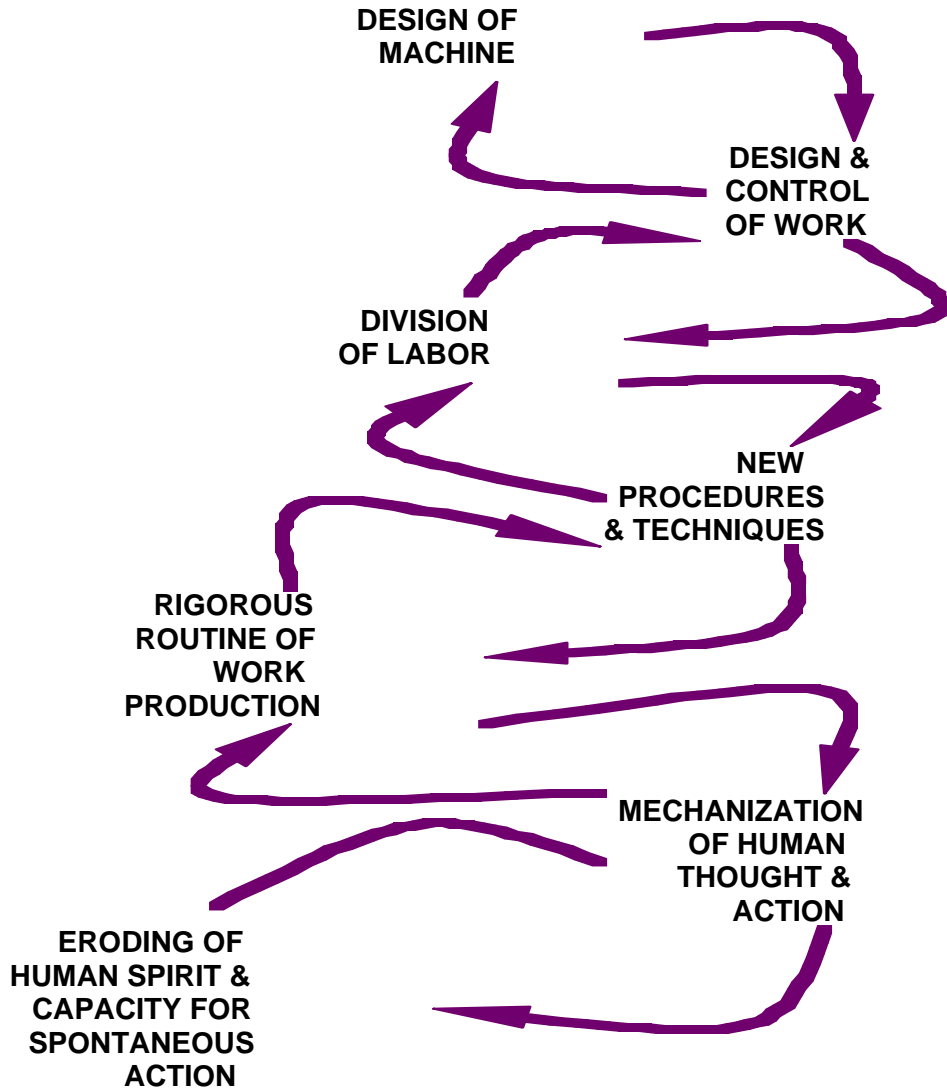 DESIGN OF
MACHINE
DESIGN &
CONTROL
OF WORK
DIVISION
OF LABOR
NEW
PROCEDURES
& TECHNIQUES
RIGOROUS
ROUTINE OF
WORK
PRODUCTION
MECHANIZATION
OF HUMAN
THOUGHT &
ACTION
ERODING OF
HUMAN SPIRIT &
CAPACITY FOR
SPONTANEOUS
ACTION